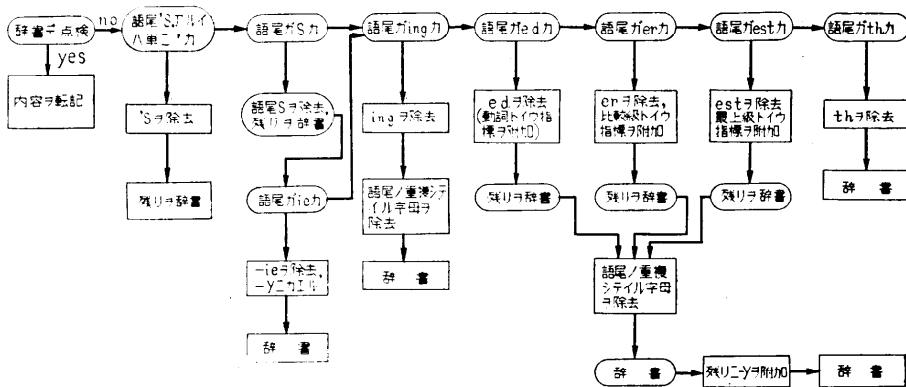 辞書デ点検
no
yes
内容ヲ転記
語尾'Sアルイ
ハ単ニ'カ
'Sヲ除去
残リヲ辞書
語尾ガSカ
語尾Sヲ除去,
残リヲ辞書
語尾ガieカ
-ieヲ除去,
-yニカエル
辞 書
語尾ガingカ
ingヲ除去
語尾ノ重複シ
テイル字母ヲ
除去
辞 書
語尾ガedカ
edヲ除去
(動詞トイウ指
標ヲ附加)
残リヲ辞書
語尾ガerカ
erヲ除去,
比較級トイウ
指標ヲ附加
残リヲ辞書
語尾ガestカ
estヲ除去
最上級トイウ
指標ヲ附加
残リヲ辞書
語尾ノ重複
シテイル字母
ヲ除去
辞 書
残リニ-yヲ附加
辞 書
語尾ガthカ
thヲ除去
辞 書